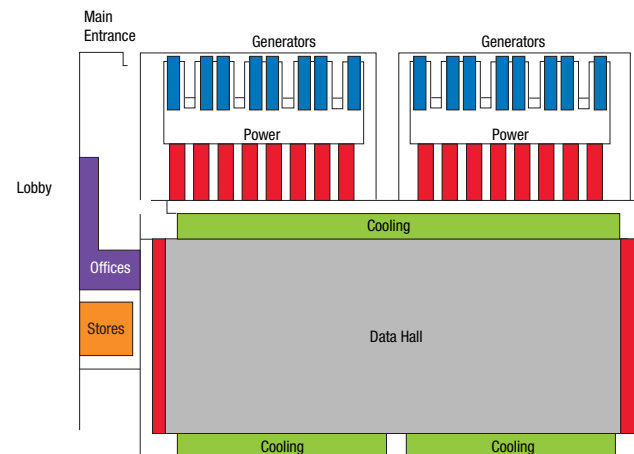 Main
Entrance
Generators
Generators
Power
Power
Lobby
Cooling
Offices
Stores
Data Hall
Cooling
Cooling